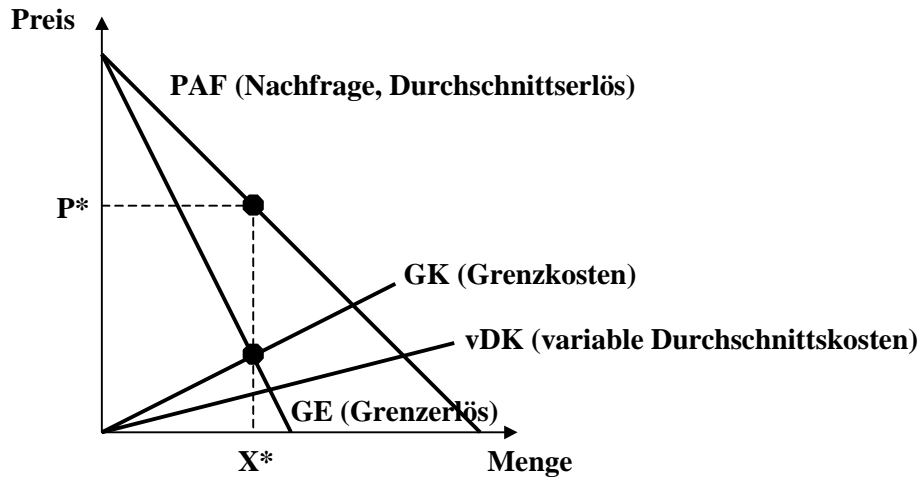 Preis
PAF (Nachfrage, Durchschnittserlös)
P*
GK (Grenzkosten)
vDK (variable Durchschnittskosten)
GE (Grenzerlös)
X*
Menge